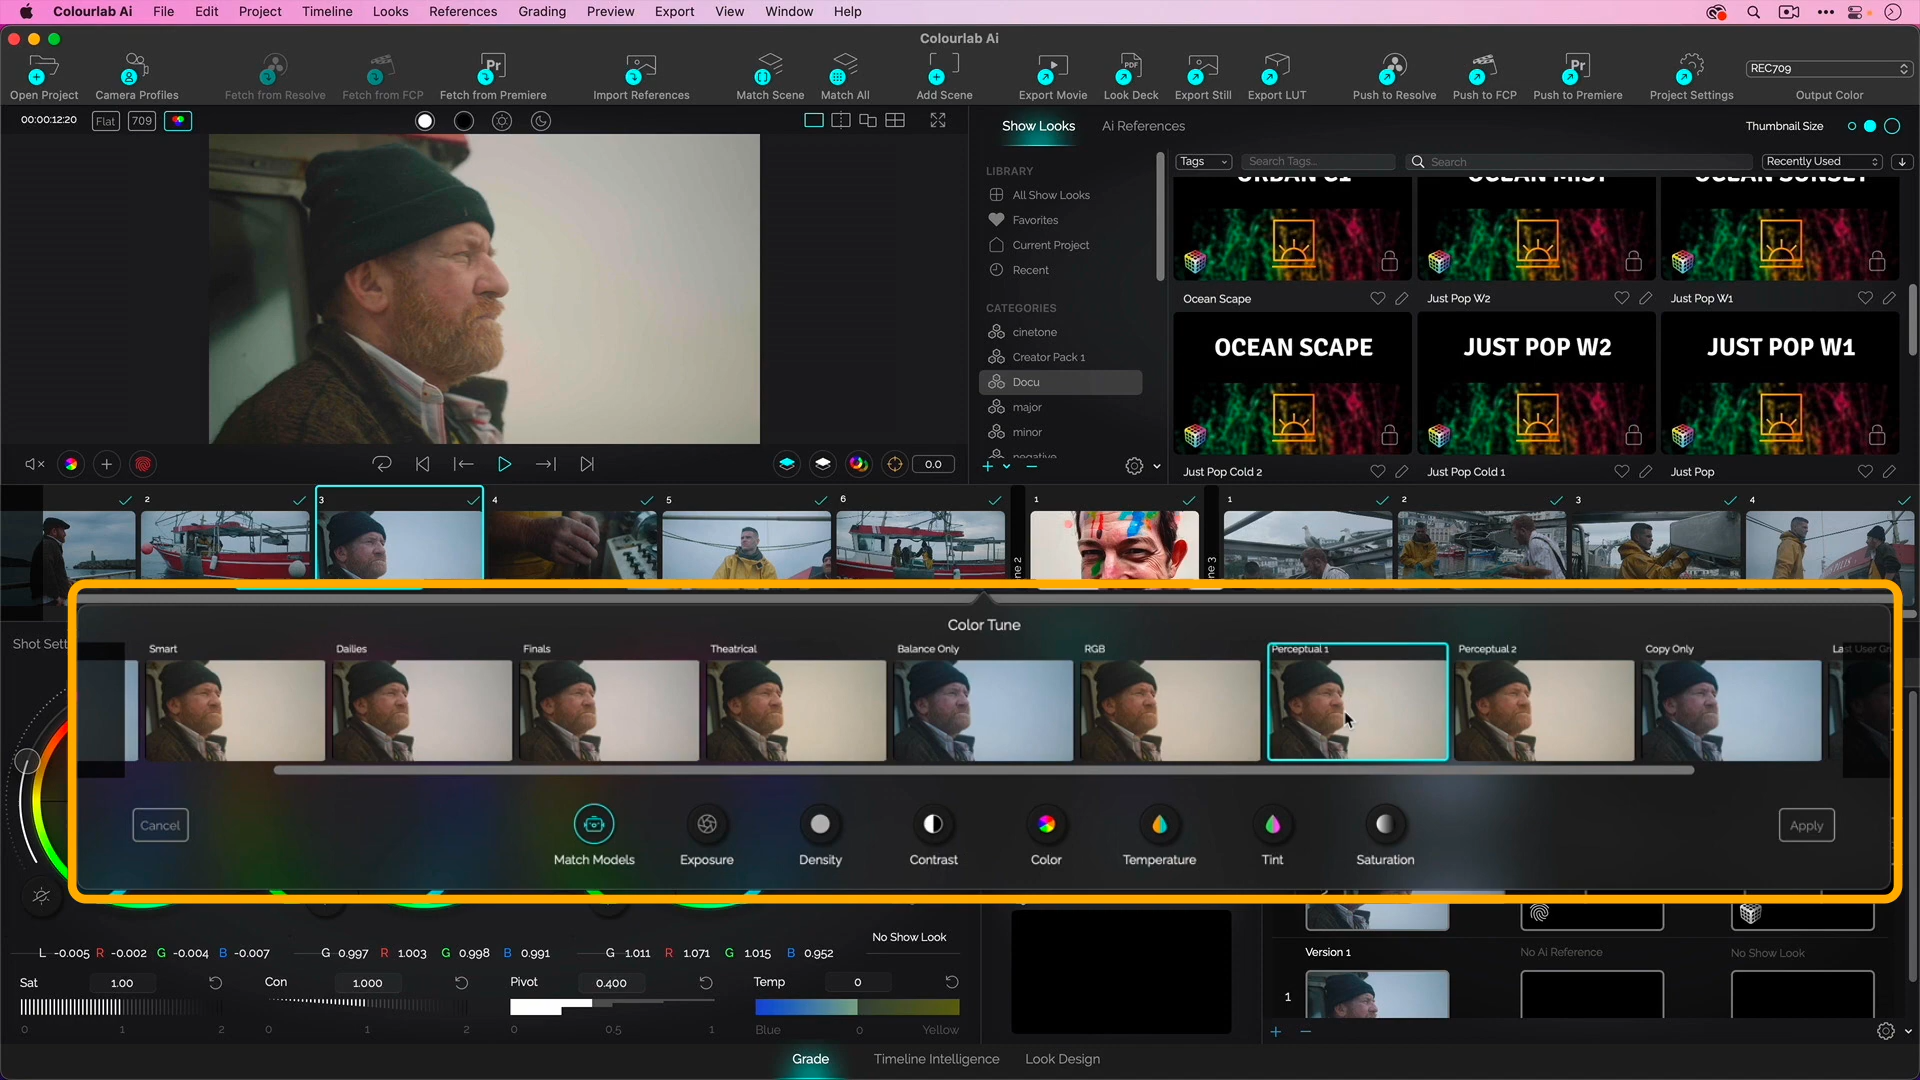 Colourlab Ai File Edit Project Timeline Looks References Grading Preview Export View Window Help
Colourlab Ai
Open Project Camera Profiles Fetch from Resolve Fetch from FCP Fetch from Premiere Import References Match Scene Match All Add Scene Export Movie Look Deck Export Still Export LUT Push to Resolve Push to FCP Push to Premiere Project Settings Output Color
Pr
PDF
Pr
REC709
00:00:12:20 Flat 709
Show Looks Ai References Thumbnail Size
Tags Search Tags... Search Recently Used
LIBRARY
All Show Looks
Favorites
Current Project
Recent
CATEGORIES
cinetone
Creator Pack 1
Docu
major
minor
negative
URBAN C1 OCEAN MIST OCEAN SUNSET
Ocean Scape Just Pop W2 Just Pop W1
OCEAN SCAPE JUST POP W2 JUST POP W1
Just Pop Cold 2 Just Pop Cold 1 Just Pop
0.0
2 3 4 5 6 1 1 2 3 4
ne 2
ne 3
Shot Sett
Color Tune
Smart Dailies Finals Theatrical Balance Only RGB Perceptual 1 Perceptual 2 Copy Only Last User Gr
Cancel Apply
Match Models Exposure Density Contrast Color Temperature Tint Saturation
No Show Look
L -0.005 R -0.002 G -0.004 B -0.007 G 0.997 R 1.003 G 0.998 B 0.991 G 1.011 R 1.071 G 1.015 B 0.952
Sat 1.00 Con 1.000 Pivot 0.400 Temp 0
0 1 2 0 1 2 0 0.5 1 Blue 0 Yellow
Version 1 No Ai Reference No Show Look
1
Grade Timeline Intelligence Look Design